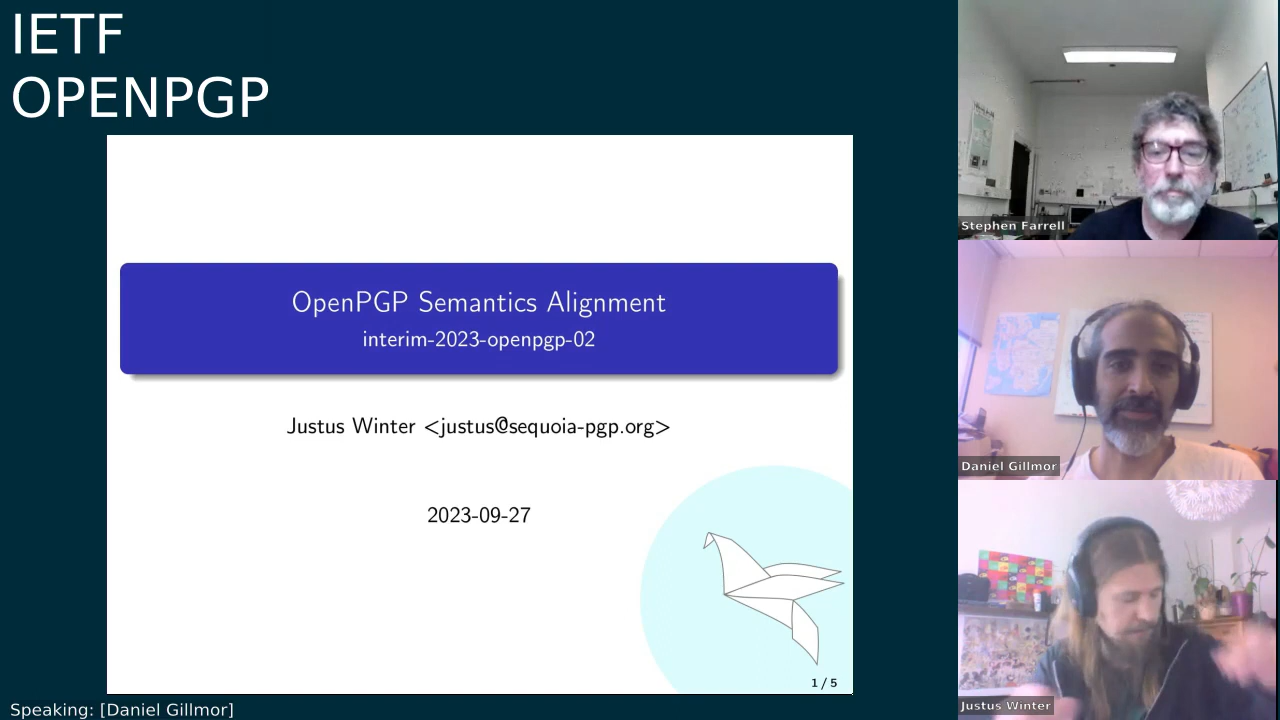 IETF
OPENPGP
OpenPGP Semantics Alignment
interim-2023-openpgp-02
Justus Winter <justus@sequoia-pgp.org>
2023-09-27
1 / 5
Speaking: [Daniel Gillmor]
Stephen Farrell
Daniel Gillmor
Justus Winter